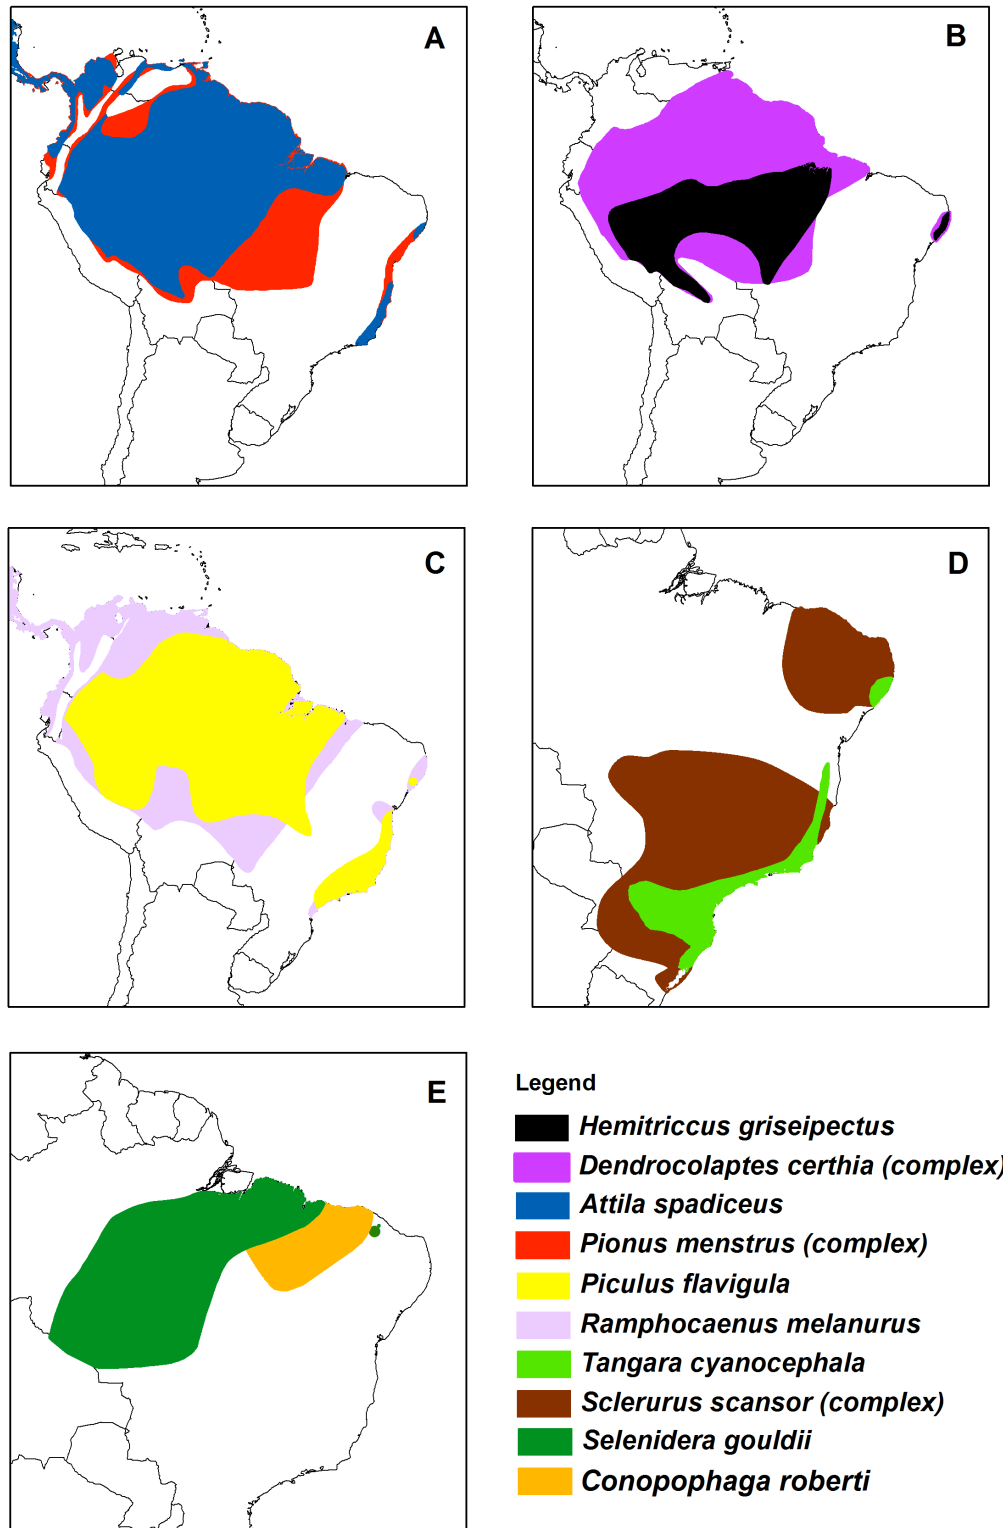 A
B
C
D
E
Legend
Hemitriccus griseipectus
Dendrocolaptes certhia (complex)
Attila spadiceus
Pionus menstrus (complex)
Piculus flavigula
Ramphocaenus melanurus
Tangara cyanocephala
Sclerurus scansor (complex)
Selenidera gouldii
Conopophaga roberti